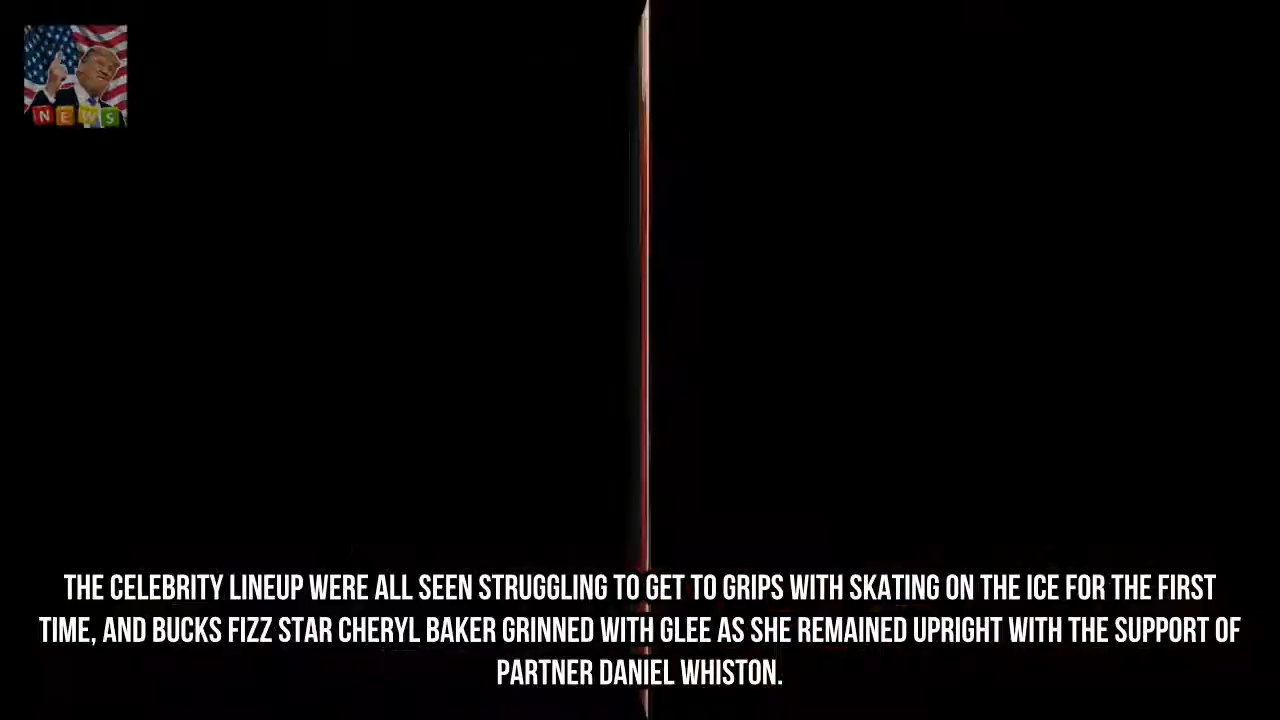 NEWS
THE CELEBRITY LINEUP WERE ALL SEEN STRUGGLING TO GET TO GRIPS WITH SKATING ON THE ICE FOR THE FIRST
TIME, AND BUCKS FIZZ STAR CHERYL BAKER GRINNED WITH GLEE AS SHE REMAINED UPRIGHT WITH THE SUPPORT OF
PARTNER DANIEL WHISTON.